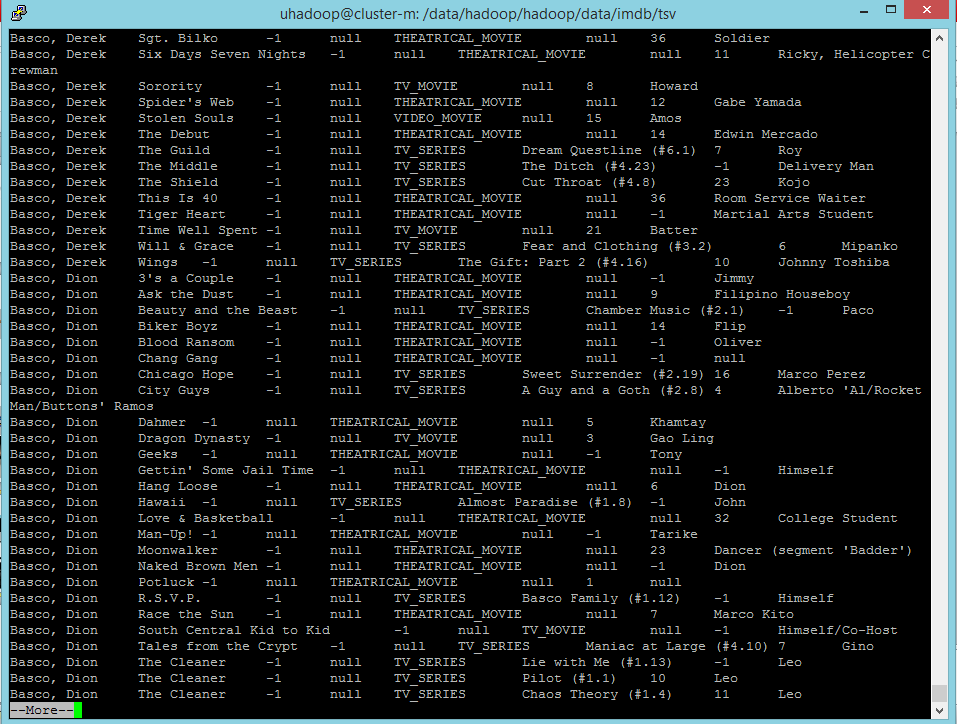 uhadoop@cluster-m: /data/hadoop/hadoop/data/imdb/tsv
Basco, Derek    Sgt. Bilko      -1      null    THEATRICAL_MOVIE        null    36      Soldier
Basco, Derek    Six Days Seven Nights   -1      null    THEATRICAL_MOVIE        null    11      Ricky, Helicopter C
rewman
Basco, Derek    Sorority        -1      null    TV_MOVIE        null    8       Howard
Basco, Derek    Spider's Web    -1      null    THEATRICAL_MOVIE        null    12      Gabe Yamada
Basco, Derek    Stolen Souls    -1      null    VIDEO_MOVIE     null    15      Amos
Basco, Derek    The Debut       -1      null    THEATRICAL_MOVIE        null    14      Edwin Mercado
Basco, Derek    The Guild       -1      null    TV_SERIES       Dream Questline (#6.1)  7       Roy
Basco, Derek    The Middle      -1      null    TV_SERIES       The Ditch (#4.23)       -1      Delivery Man
Basco, Derek    The Shield      -1      null    TV_SERIES       Cut Throat (#4.8)       23      Kojo
Basco, Derek    This Is 40      -1      null    THEATRICAL_MOVIE        null    36      Room Service Waiter
Basco, Derek    Tiger Heart     -1      null    THEATRICAL_MOVIE        null    -1      Martial Arts Student
Basco, Derek    Time Well Spent -1      null    TV_MOVIE        null    21      Batter
Basco, Derek    Will & Grace    -1      null    TV_SERIES       Fear and Clothing (#3.2)        6       Mipanko
Basco, Derek    Wings   -1      null    TV_SERIES       The Gift: Part 2 (#4.16)        10      Johnny Toshiba
Basco, Dion     3's a Couple    -1      null    THEATRICAL_MOVIE        null    -1      Jimmy
Basco, Dion     Ask the Dust    -1      null    THEATRICAL_MOVIE        null    9       Filipino Houseboy
Basco, Dion     Beauty and the Beast    -1      null    TV_SERIES       Chamber Music (#2.1)    -1      Paco
Basco, Dion     Biker Boyz      -1      null    THEATRICAL_MOVIE        null    14      Flip
Basco, Dion     Blood Ransom    -1      null    THEATRICAL_MOVIE        null    -1      Oliver
Basco, Dion     Chang Gang      -1      null    THEATRICAL_MOVIE        null    -1      null
Basco, Dion     Chicago Hope    -1      null    TV_SERIES       Sweet Surrender (#2.19) 16      Marco Perez
Basco, Dion     City Guys       -1      null    TV_SERIES       A Guy and a Goth (#2.8) 4       Alberto 'Al/Rocket
Man/Buttons' Ramos
Basco, Dion     Dahmer  -1      null    THEATRICAL_MOVIE        null    5       Khamtay
Basco, Dion     Dragon Dynasty  -1      null    TV_MOVIE        null    3       Gao Ling
Basco, Dion     Geeks   -1      null    THEATRICAL_MOVIE        null    -1      Tony
Basco, Dion     Gettin' Some Jail Time  -1      null    THEATRICAL_MOVIE        null    -1      Himself
Basco, Dion     Hang Loose      -1      null    THEATRICAL_MOVIE        null    6       Dion
Basco, Dion     Hawaii  -1      null    TV_SERIES       Almost Paradise (#1.8)  -1      John
Basco, Dion     Love & Basketball       -1      null    THEATRICAL_MOVIE        null    32      College Student
Basco, Dion     Man-Up! -1      null    THEATRICAL_MOVIE        null    -1      Tarike
Basco, Dion     Moonwalker      -1      null    THEATRICAL_MOVIE        null    23      Dancer (segment 'Badder')
Basco, Dion     Naked Brown Men -1      null    THEATRICAL_MOVIE        null    -1      Dion
Basco, Dion     Potluck -1      null    THEATRICAL_MOVIE        null    1       null
Basco, Dion     R.S.V.P.        -1      null    TV_SERIES       Basco Family (#1.12)    -1      Himself
Basco, Dion     Race the Sun    -1      null    THEATRICAL_MOVIE        null    7       Marco Kito
Basco, Dion     South Central Kid to Kid        -1      null    TV_MOVIE        null    -1      Himself/Co-Host
Basco, Dion     Tales from the Crypt    -1      null    TV_SERIES       Maniac at Large (#4.10) 7       Gino
Basco, Dion     The Cleaner     -1      null    TV_SERIES       Lie with Me (#1.13)     -1      Leo
Basco, Dion     The Cleaner     -1      null    TV_SERIES       Pilot (#1.1)    10      Leo
Basco, Dion     The Cleaner     -1      null    TV_SERIES       Chaos Theory (#1.4)     11      Leo
--More--